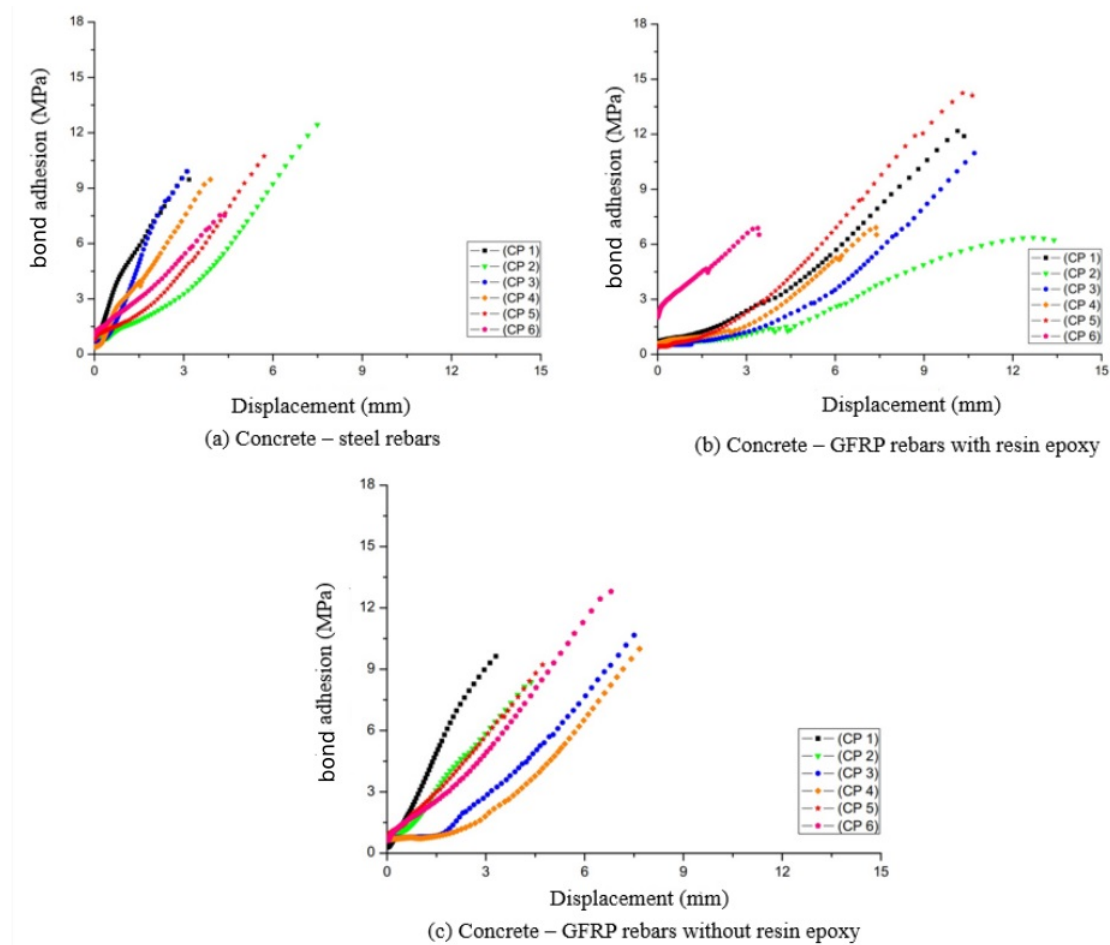 18
15
12
9
6
3
0
bond adhesion (MPa)
(CP 1)
(CP 2)
(CP 3)
(CP 4)
(CP 5)
(CP 6)
0 3 6 9 12 15
Displacement (mm)
(a) Concrete – steel rebars
18
15
12
9
6
3
0
bond adhesion (MPa)
(CP 1)
(CP 2)
(CP 3)
(CP 4)
(CP 5)
(CP 6)
0 3 6 9 12 15
Displacement (mm)
(b) Concrete – GFRP rebars with resin epoxy
18
15
12
9
6
3
0
bond adhesion (MPa)
(CP 1)
(CP 2)
(CP 3)
(CP 4)
(CP 5)
(CP 6)
0 3 6 9 12 15
Displacement (mm)
(c) Concrete – GFRP rebars without resin epoxy